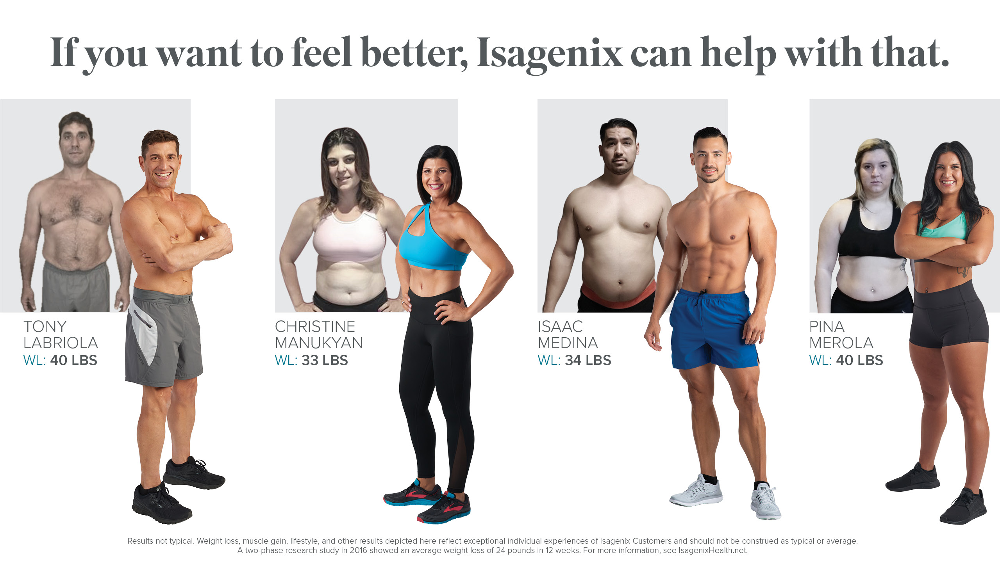 If you want to feel better, Isagenix can help with that.
TONY
LABRIOLA
WL: 40 LBS
CHRISTINE
MANUKYAN
WL: 33 LBS
ISAAC
MEDINA
WL: 34 LBS
PINA
MEROLA
WL: 40 LBS
HYLETE
Results not typical. Weight loss, muscle gain, lifestyle, and other results depicted here reflect exceptional individual experiences of Isagenix Customers and should not be construed as typical or average.
A two-phase research study in 2016 showed an average weight loss of 24 pounds in 12 weeks. For more information, see IsagenixHealth.net.